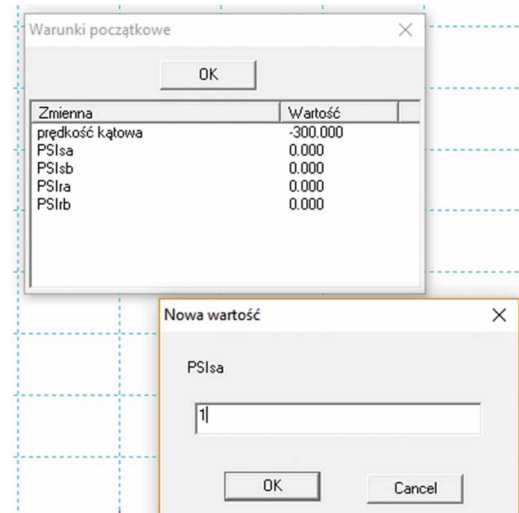 Warunki początkowe
OK
Zmienna Wartość
prędkość kątowa -300.000
PSIsa 0.000
PSIsb 0.000
PSIra 0.000
PSIrb 0.000
Nowa wartość
PSIsa
1
OK Cancel